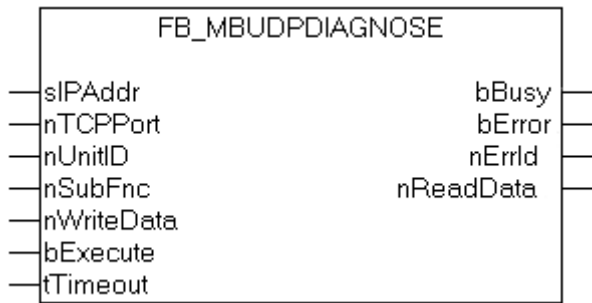 FB_MBUDPDIAGNOSE
sIPAddr bBusy
nTCPPort bError
nUnitID nErrId
nSubFnc nReadData
nWriteData
bExecute
tTimeout